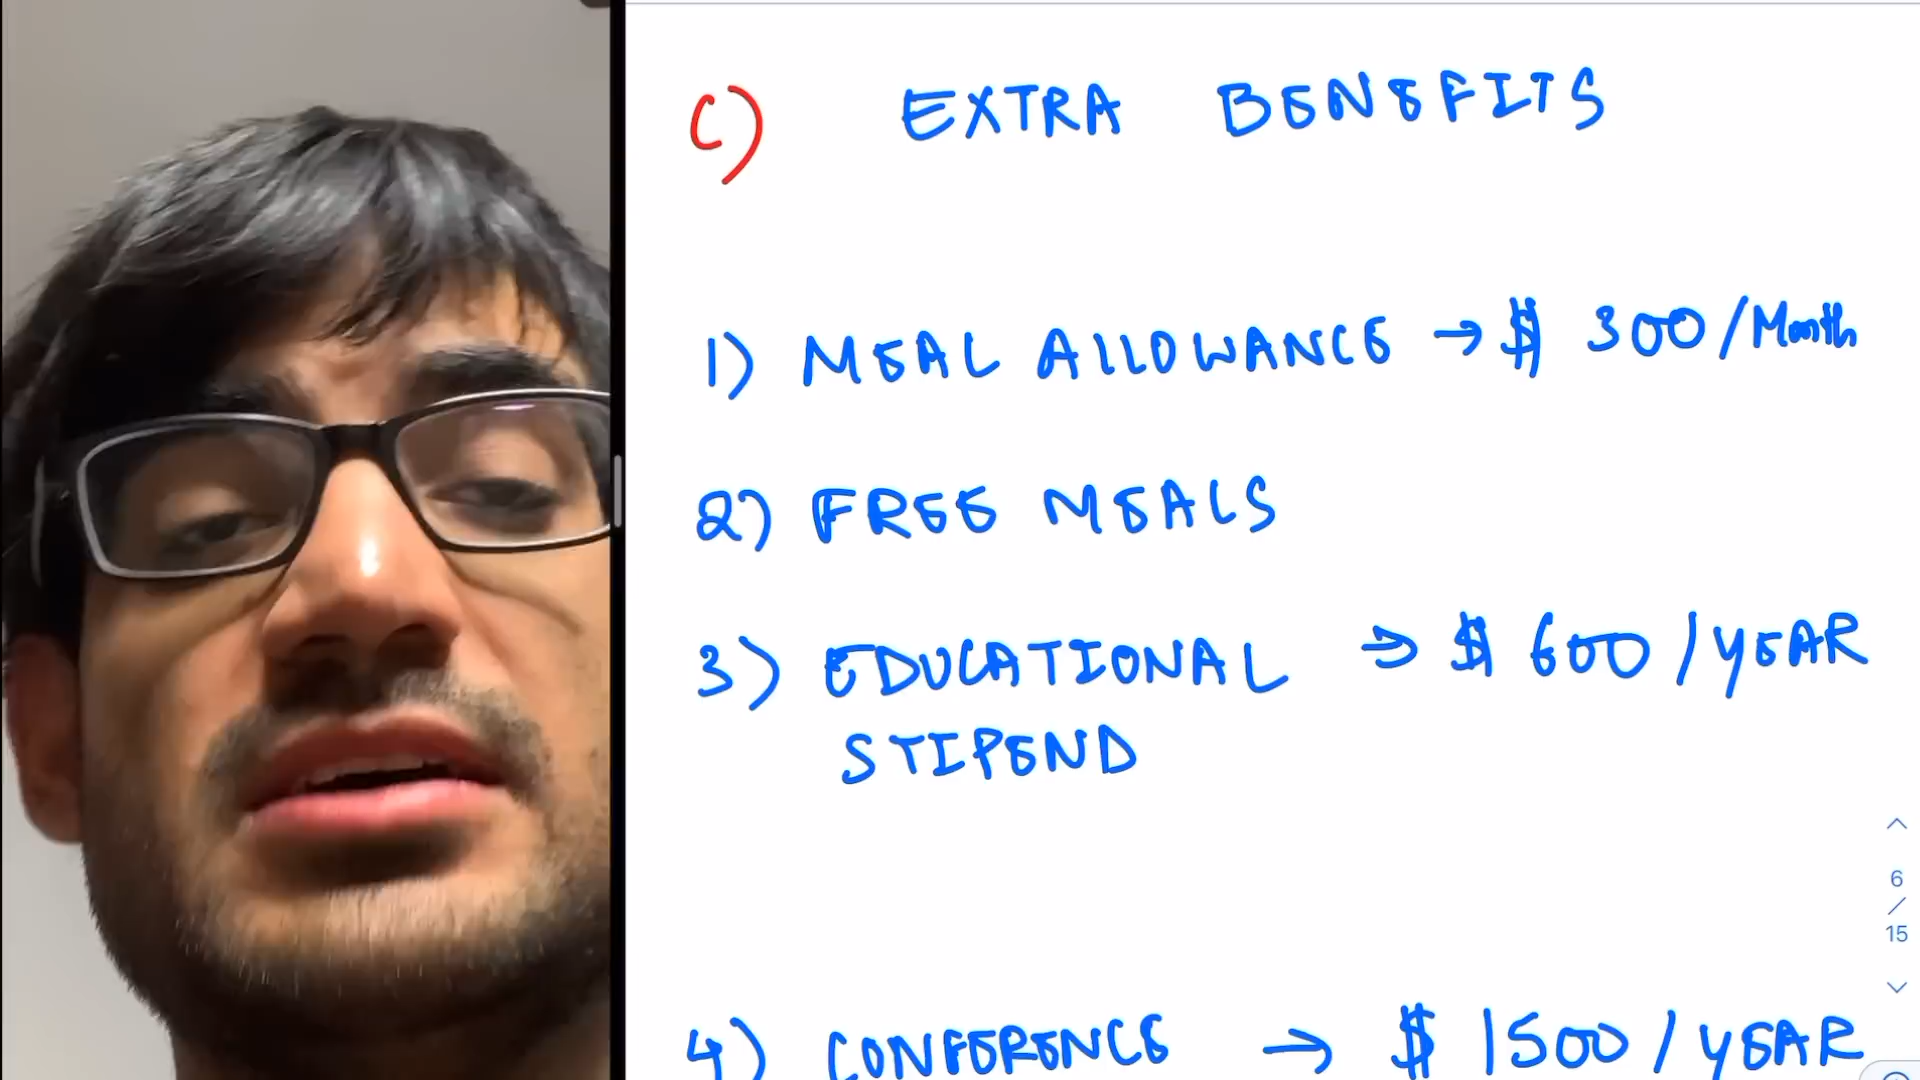 C) EXTRA BENEFITS
1) MEAL ALLOWANCE → $ 300/Month
2) FREE MEALS
3) EDUCATIONAL → $ 600/YEAR
STIPEND
4) CONFERENCE → $ 1500/YEAR
6
/
15